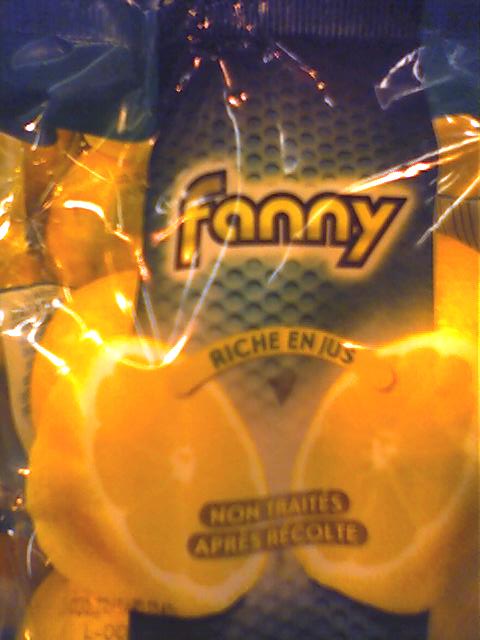 fanny
RICHE EN JUS
NON TRAITÉS
APRÈS RÉCOLTE